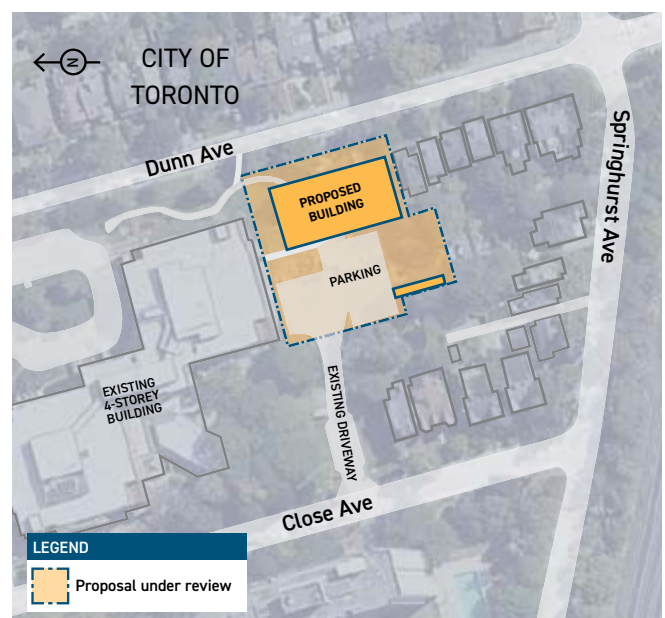 N
CITY OF
TORONTO
Dunn Ave
Springhurst Ave
PROPOSED
BUILDING
PARKING
EXISTING
4-STOREY
BUILDING
EXISTING DRIVEWAY
Close Ave
LEGEND
Proposal under review